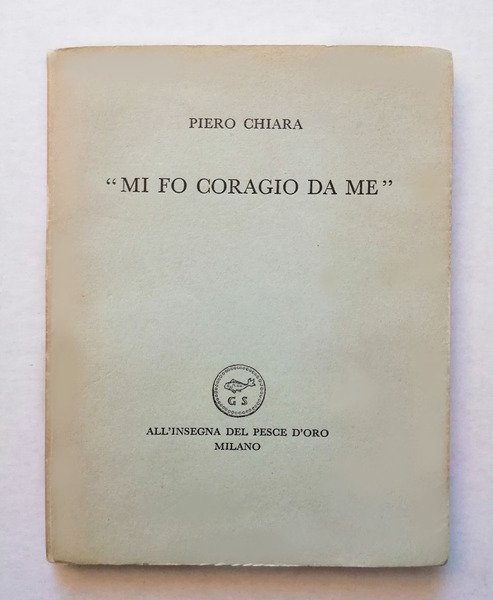 PIERO CHIARA
“MI FO CORAGIO DA ME”
G S
ALL'INSEGNA DEL PESCE D'ORO
MILANO